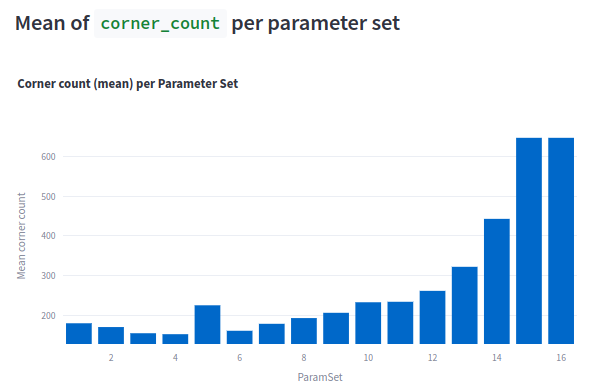 Mean of corner_count per parameter set
Corner count (mean) per Parameter Set
Mean corner count
600
500
400
300
200
2 4 6 8 10 12 14 16
ParamSet